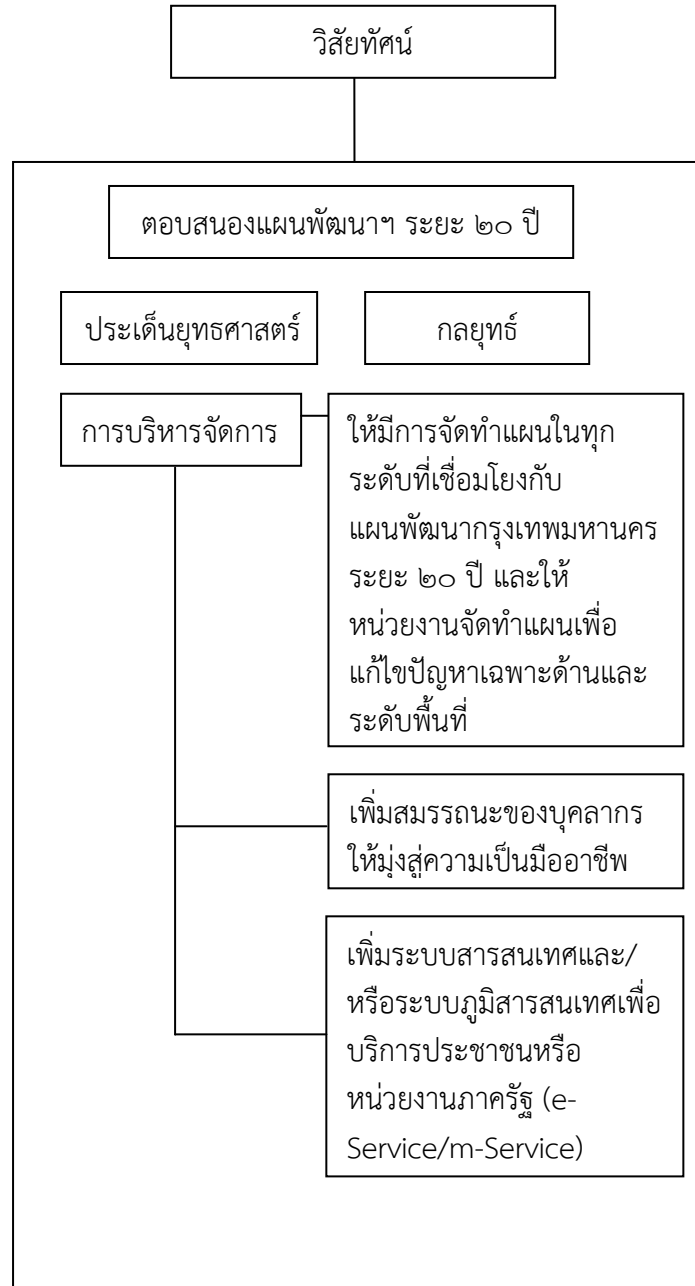 วิสัยทัศน์
ตอบสนองแผนพัฒนาฯ ระยะ ๒๐ ปี
ประเด็นยุทธศาสตร์
กลยุทธ์
การบริหารจัดการ
ให้มีการจัดทำแผนในทุก
ระดับที่เชื่อมโยงกับ
แผนพัฒนากรุงเทพมหานคร
ระยะ ๒๐ ปี และให้
หน่วยงานจัดทำแผนเพื่อ
แก้ไขปัญหาเฉพาะด้านและ
ระดับพื้นที่
เพิ่มสมรรถนะของบุคลากร
ให้มุ่งสู่ความเป็นมืออาชีพ
เพิ่มระบบสารสนเทศและ/
หรือระบบภูมิสารสนเทศเพื่อ
บริการประชาชนหรือ
หน่วยงานภาครัฐ (e-
Service/m-Service)